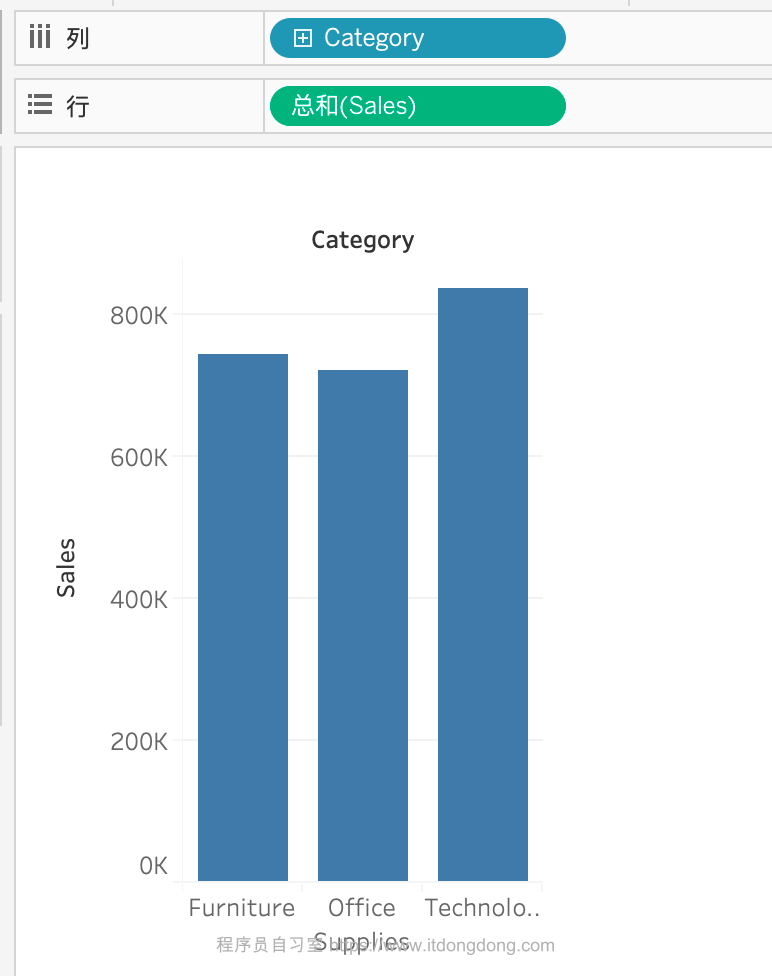 列 Category
行 总和(Sales)
Category
800K
600K
400K
200K
0K
Sales
Furniture Office Technolo..
Supplies
程序员自习室 https://www.itdongdong.com